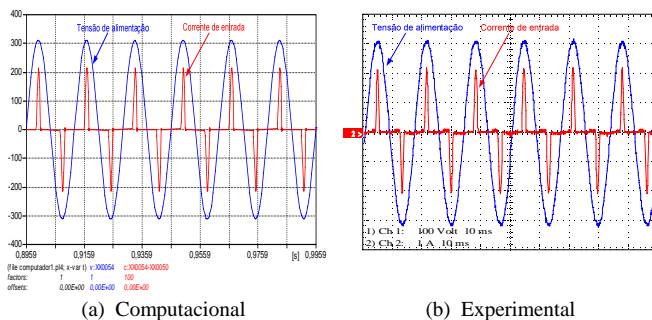 400
300
200
100
0
-100
-200
-300
-400
Tensão de alimentação
Corrente de entrada
0,8959 0,9159 0,9359 0,9559 0,9759 [s] 0,9959
(file computador1.pl4; x-var t) v::XX0054 c:XX0054-XX0050
factors: 1 1 100
offsets: 0,00E+00 0,00E+00 0,00E+00
(a) Computacional
Tensão de alimentação
Corrente de entrada
1) Ch 1: 100 Volt 10 ms
2) Ch 2: 1 A 10 ms
(b) Experimental